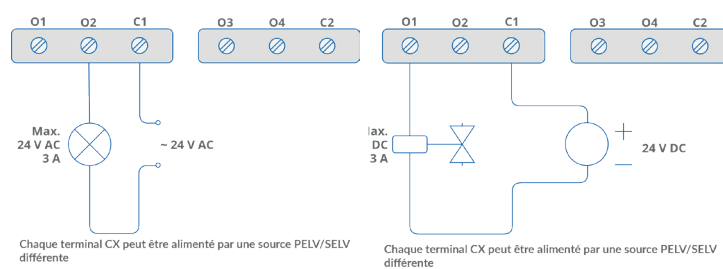 O1 O2 C1 O3 O4 C2
Max.
24 V AC
3 A
~ 24 V AC
Chaque terminal CX peut être alimenté par une source PELV/SELV
différente
O1 O2 C1 O3 O4 C2
DC
3 A
+
24 V DC
Chaque terminal CX peut être alimenté par une source PELV/SELV
différente